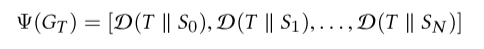 Ψ(G_T) = [𝒟(T ∥ S_0), 𝒟(T ∥ S_1), . . . , 𝒟(T ∥ S_N)]